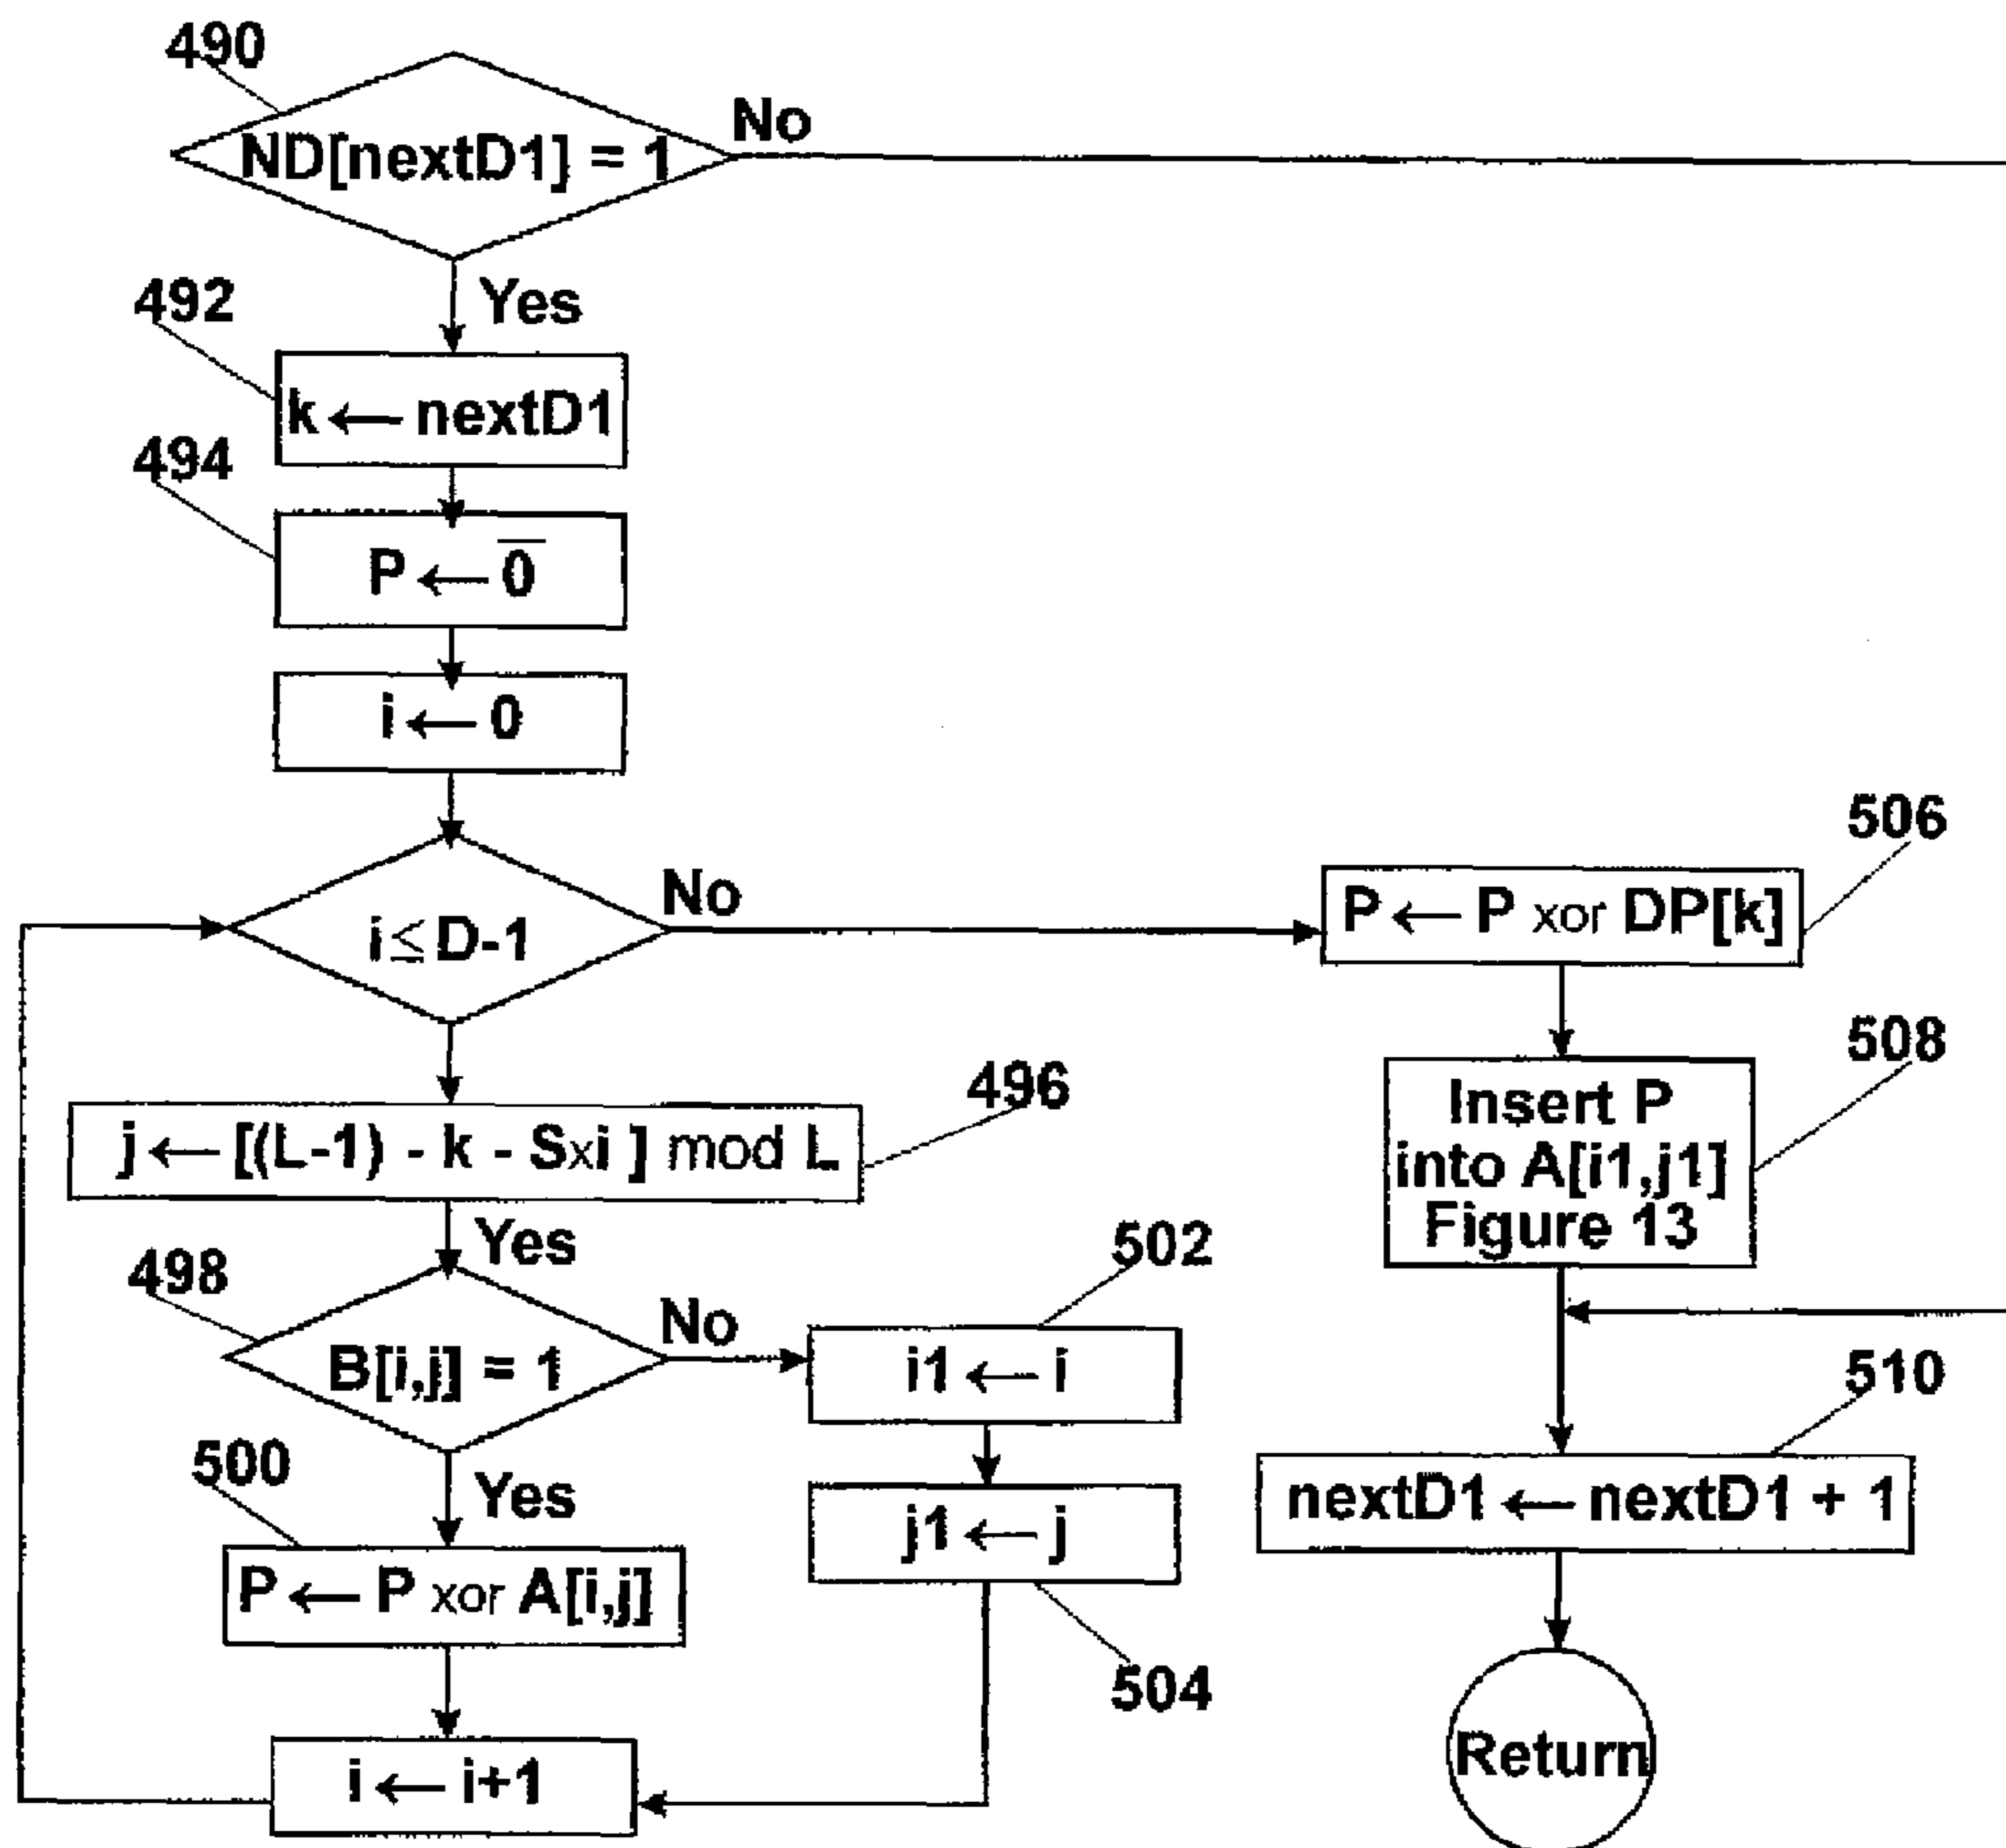 490
No
ND[nextD1] = 1
Yes
492
k ← nextD1
494
P ← 0̅
i ← 0
506
No
P ← P xor DP[k]
i ≤ D-1
508
496
Insert P
into A[i1,j1]
Figure 13
j ← [(L-1) - k - Sxi ] mod L
Yes
502
498
No
B[i,j] = 1
i1 ← i
510
500
Yes
nextD1 ← nextD1 + 1
j1 ← j
P ← P xor A[i,j]
504
Return
i ← i+1